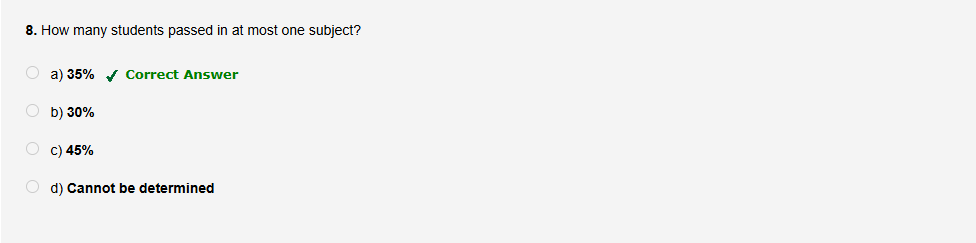 8. How many students passed in at most one subject?
a) 35% ✓ Correct Answer
b) 30%
c) 45%
d) Cannot be determined